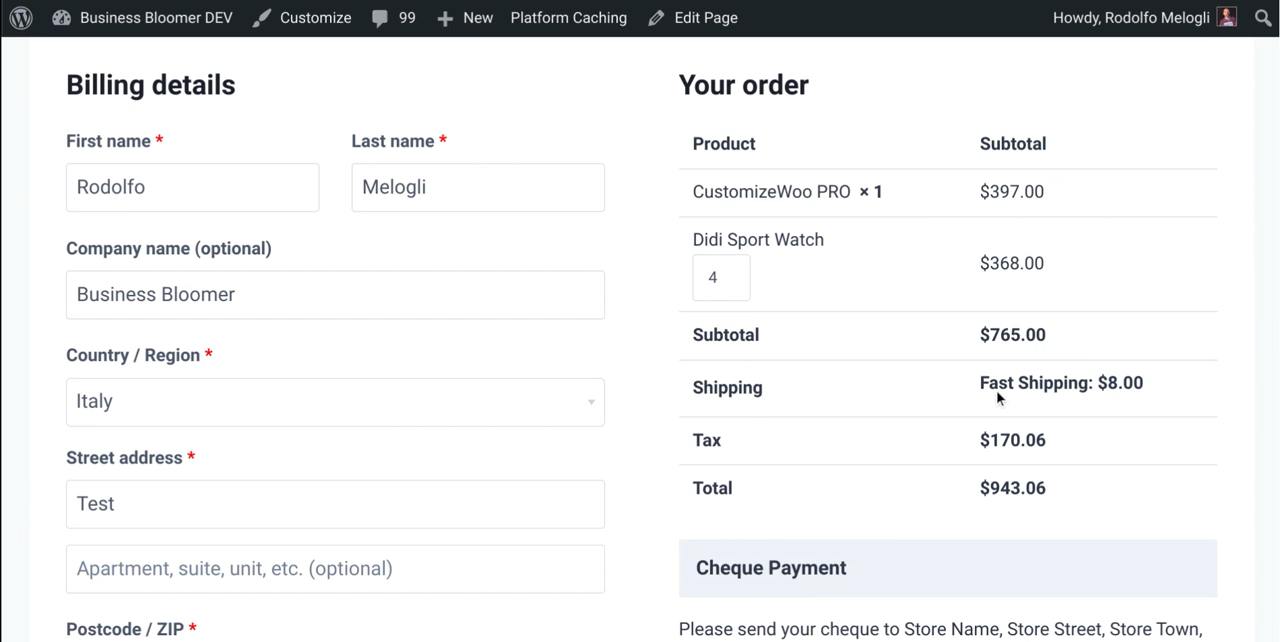 Business Bloomer DEV Customize 99 New Platform Caching Edit Page Howdy, Rodolfo Melogli
Billing details
First name * Last name *
Rodolfo Melogli
Company name (optional)
Business Bloomer
Country / Region *
Italy
Street address *
Test
Apartment, suite, unit, etc. (optional)
Postcode / ZIP *
Your order
Product Subtotal
CustomizeWoo PRO × 1 $397.00
Didi Sport Watch
4 $368.00
Subtotal $765.00
Shipping Fast Shipping: $8.00
Tax $170.06
Total $943.06
Cheque Payment
Please send your cheque to Store Name, Store Street, Store Town,